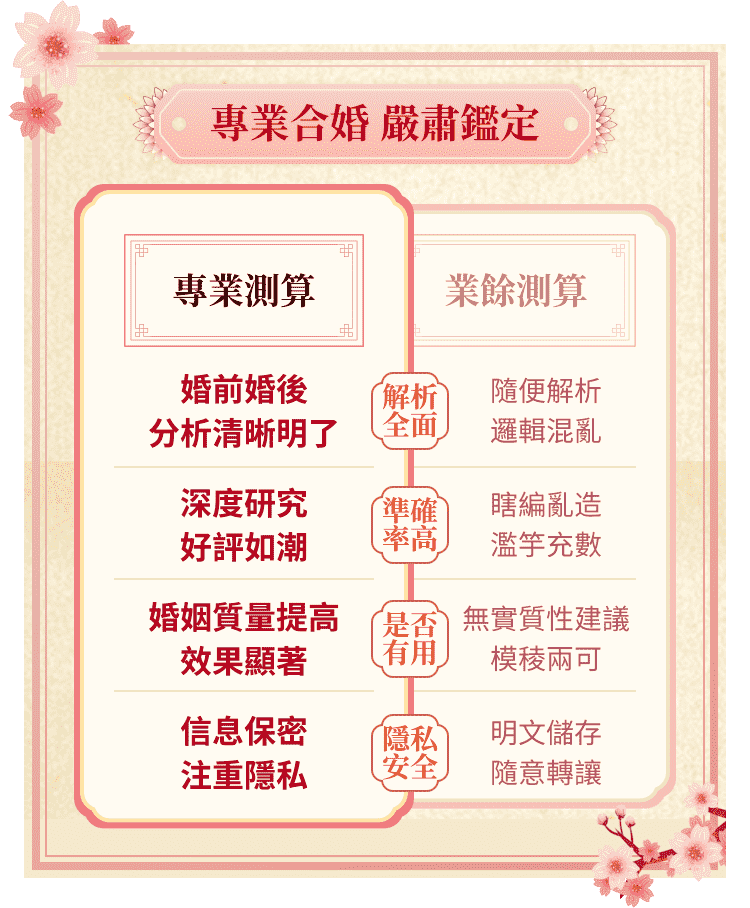 專業合婚 嚴肅鑑定
專業測算
業餘測算
婚前婚後
分析清晰明了
解析
全面
隨便解析
邏輯混亂
深度研究
好評如潮
準確
率高
瞎編亂造
濫竽充數
婚姻質量提高
效果顯著
是否
有用
無實質性建議
模稜兩可
信息保密
注重隱私
隱私
安全
明文儲存
隨意轉讓